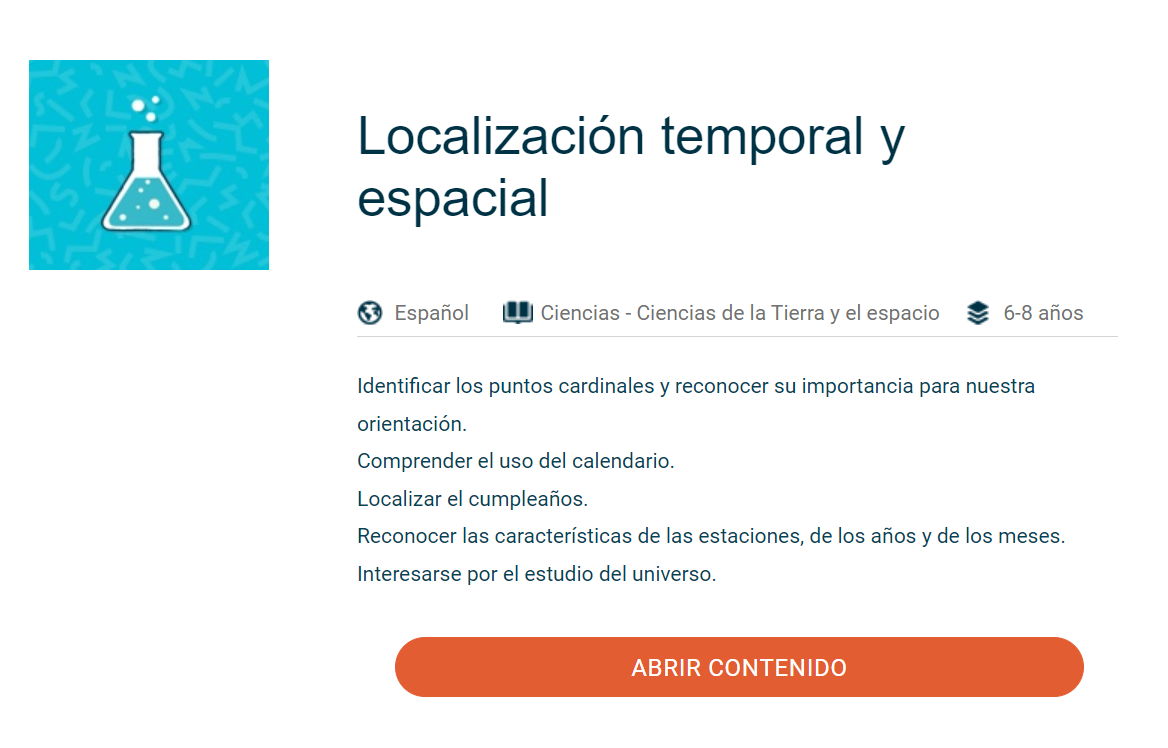 Localización temporal y
espacial
Español Ciencias - Ciencias de la Tierra y el espacio 6-8 años
Identificar los puntos cardinales y reconocer su importancia para nuestra
orientación.
Comprender el uso del calendario.
Localizar el cumpleaños.
Reconocer las características de las estaciones, de los años y de los meses.
Interesarse por el estudio del universo.
ABRIR CONTENIDO